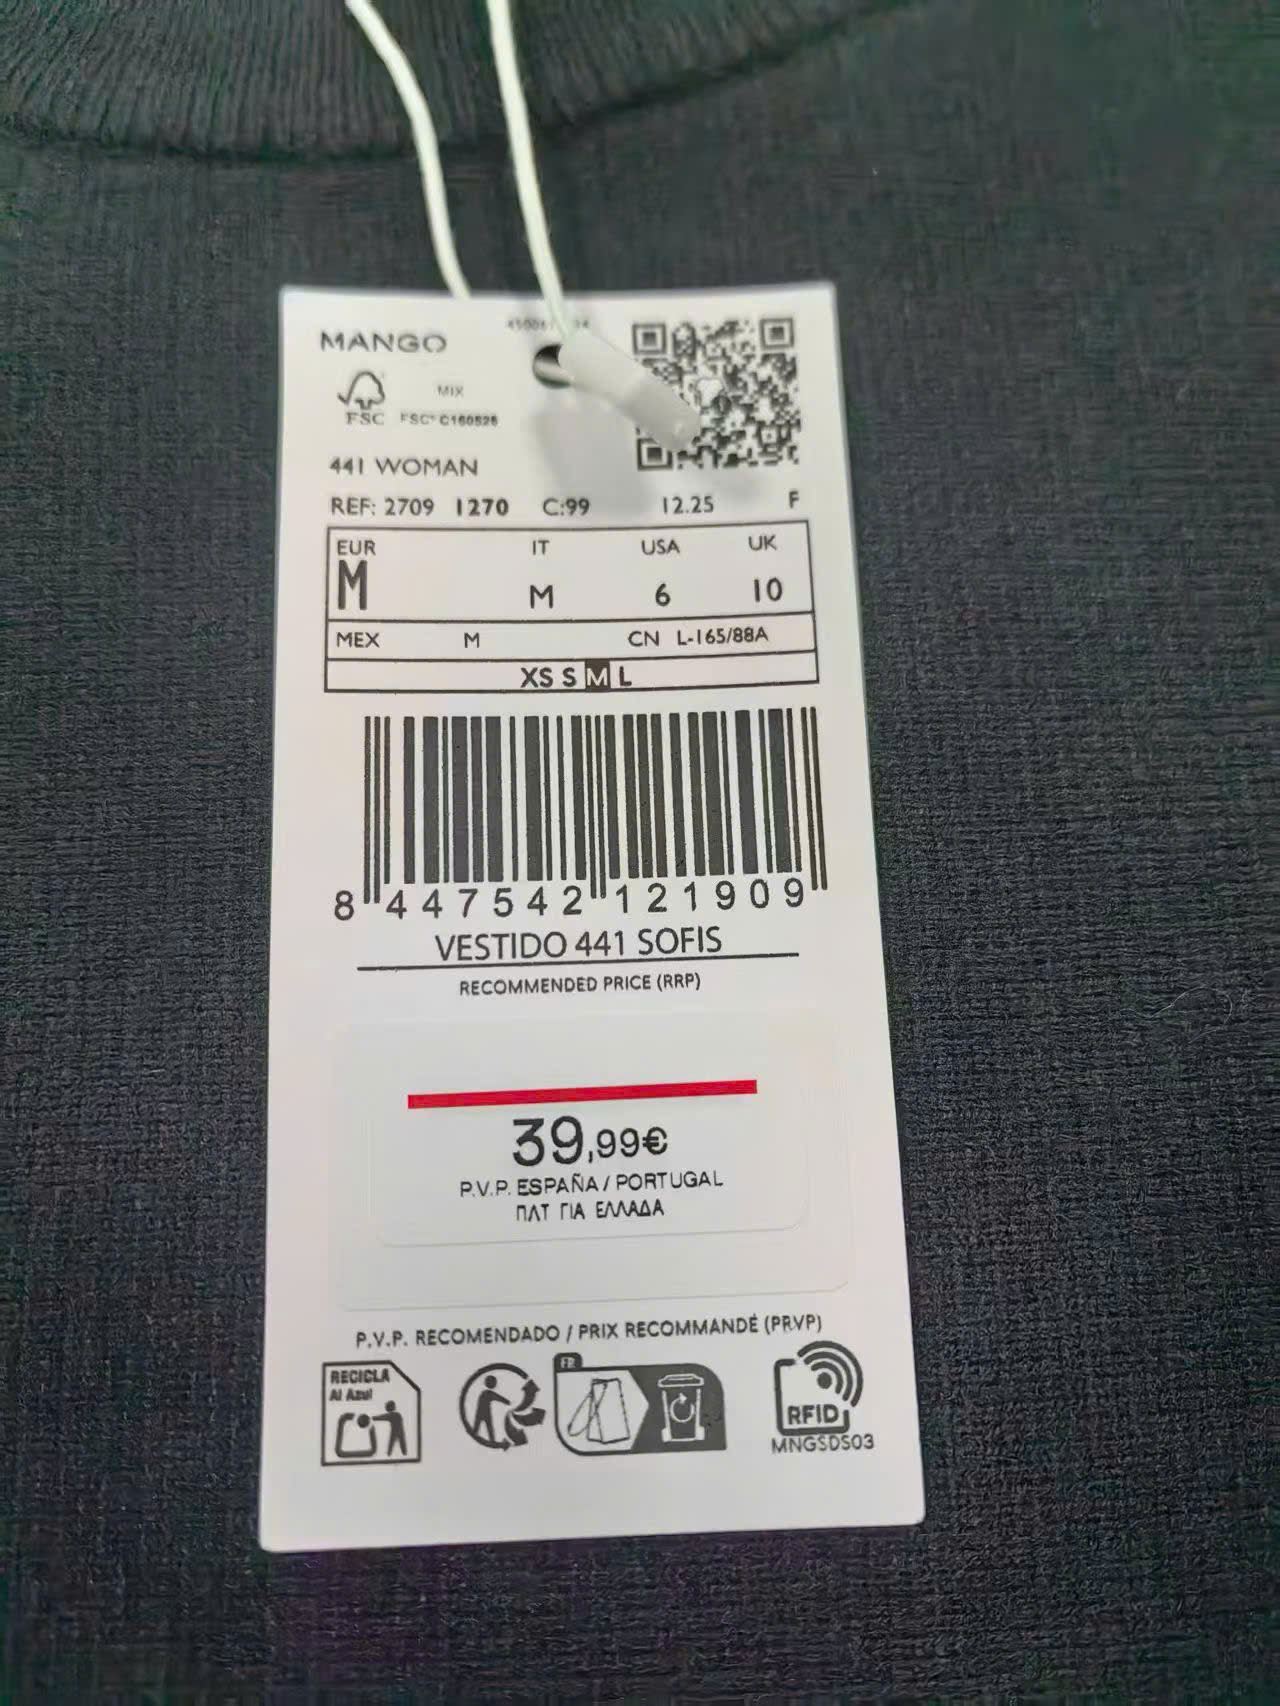 MANGO
MIX
FSC FSC® C160526
441 WOMAN
REF: 2709 1270 C:99 12.25 F
EUR IT USA UK
M M 6 10
MEX M CN L-165/88A
XS S M L
8 447542 121909
VESTIDO 441 SOFIS
RECOMMENDED PRICE (RRP)
39,99€
P.V.P. ESPAÑA / PORTUGAL
ΠΛΤ ΓΙΑ ΕΛΛΑΔΑ
P.V.P. RECOMENDADO / PRIX RECOMMANDÉ (PRVP)
RECICLA
Al Azul
FR
RFID
MNGSDS03